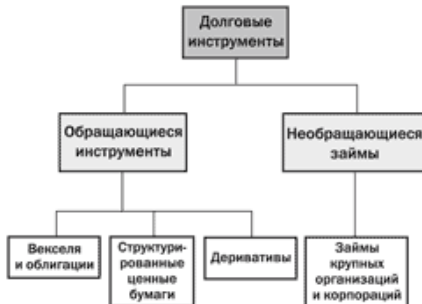 Долговые
инструменты
Обращающиеся
инструменты
Необращающиеся
займы
Векселя
и облигации
Структури-
рованные
ценные
бумаги
Деривативы
Займы
крупных
организаций
и корпораций